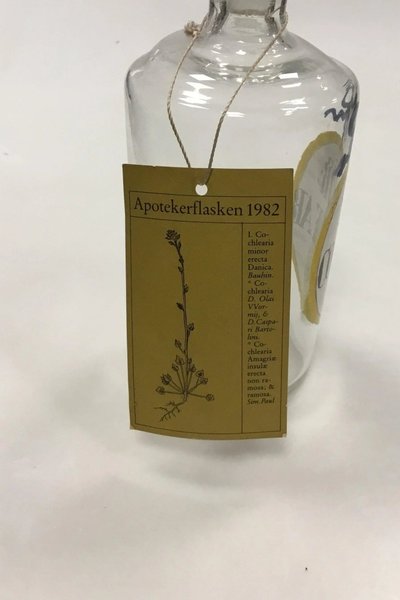 Apotekerflasken 1982
I. Co-
chlearia
minor
erecta
Danica.
Bauhin.
* Co-
chlearia
D. Olai
VVor-
mij, &
D. Caspa-
ri Barto-
lini.
* Co-
chlearia
Amagriæ
insulæ
erecta
non ra-
mosa; &
ramosa.
Sim. Paul